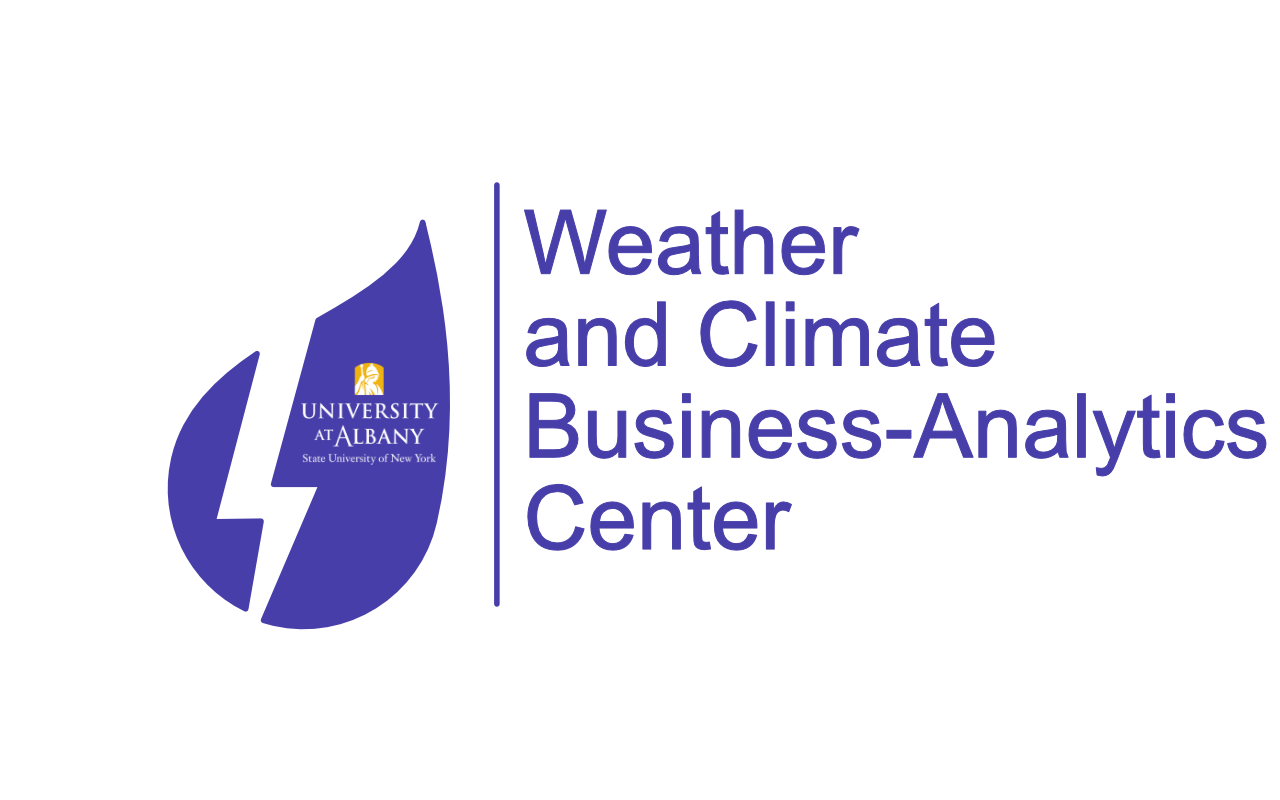 UNIVERSITY
AT ALBANY
State University of New York
Weather
and Climate
Business-Analytics
Center